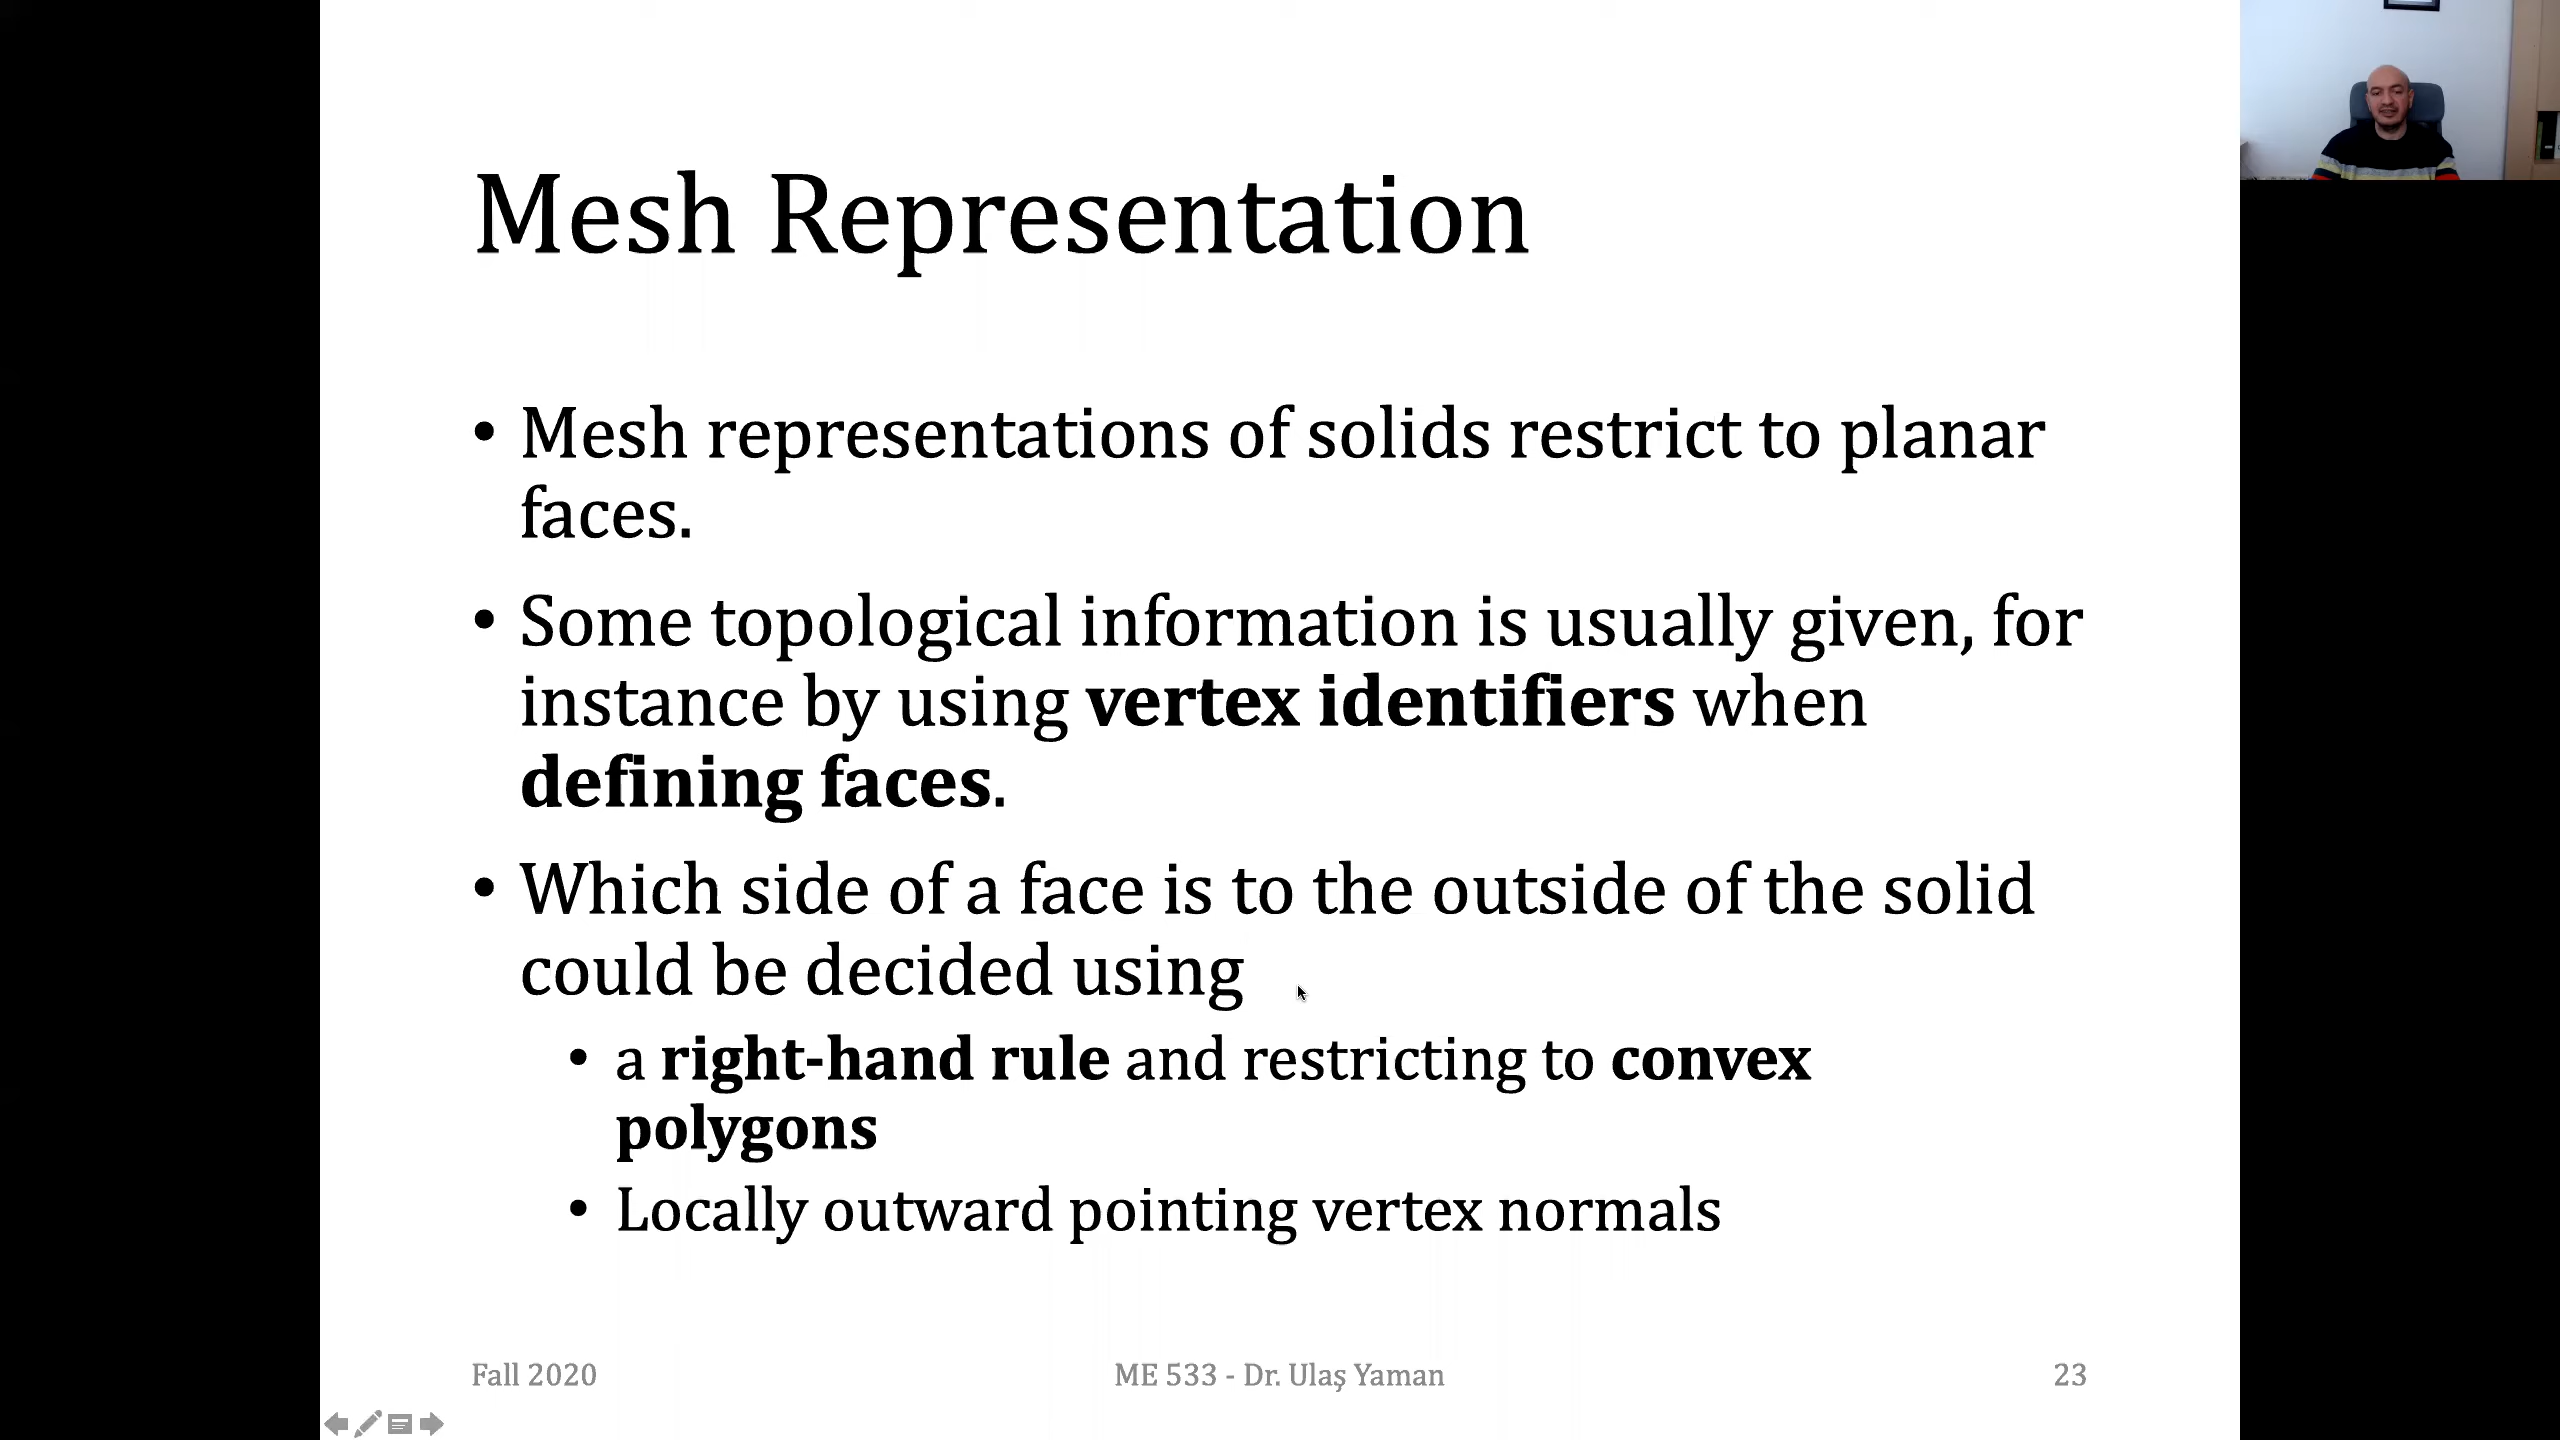 Mesh Representation
• Mesh representations of solids restrict to planar
faces.
• Some topological information is usually given, for
instance by using vertex identifiers when
defining faces.
• Which side of a face is to the outside of the solid
could be decided using
• a right-hand rule and restricting to convex
polygons
• Locally outward pointing vertex normals
Fall 2020
ME 533 - Dr. Ulaş Yaman
23